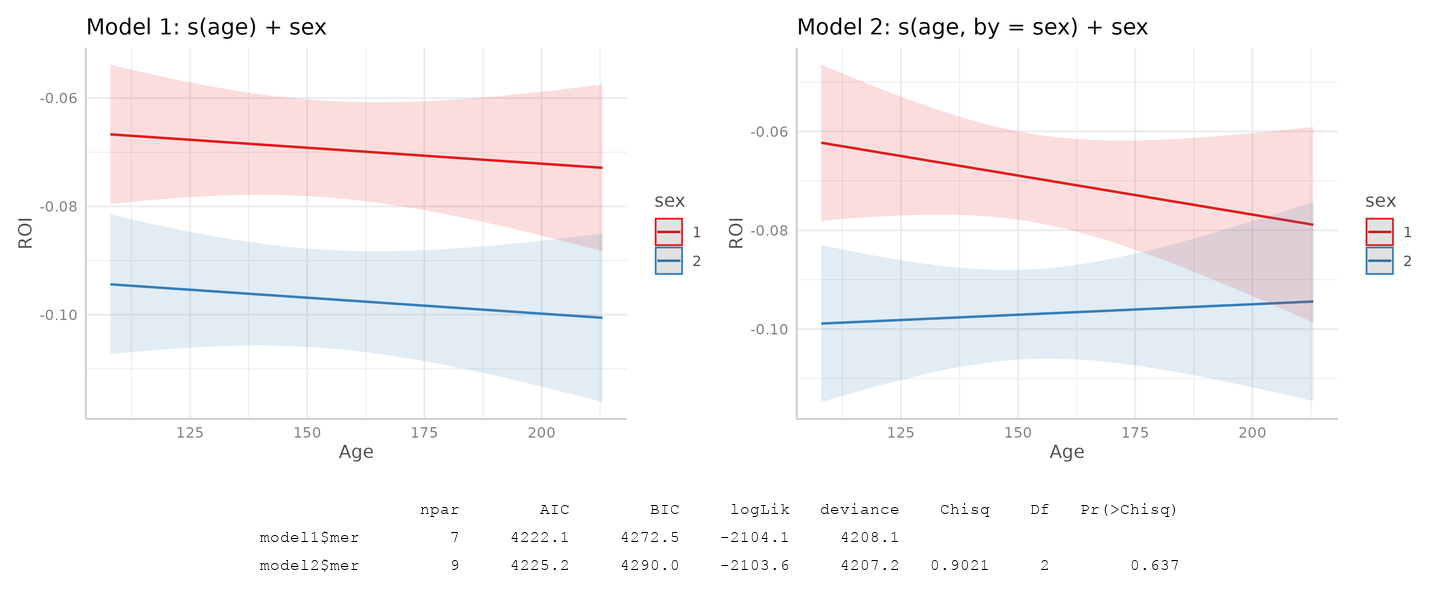 Model 1: s(age) + sex
-0.06
-0.08
-0.10
ROI
125 150 175 200
Age
sex
1
2
Model 2: s(age, by = sex) + sex
-0.06
-0.08
-0.10
ROI
125 150 175 200
Age
sex
1
2
npar AIC BIC logLik deviance Chisq Df Pr(>Chisq)
model1$mer 7 4222.1 4272.5 -2104.1 4208.1
model2$mer 9 4225.2 4290.0 -2103.6 4207.2 0.9021 2 0.637